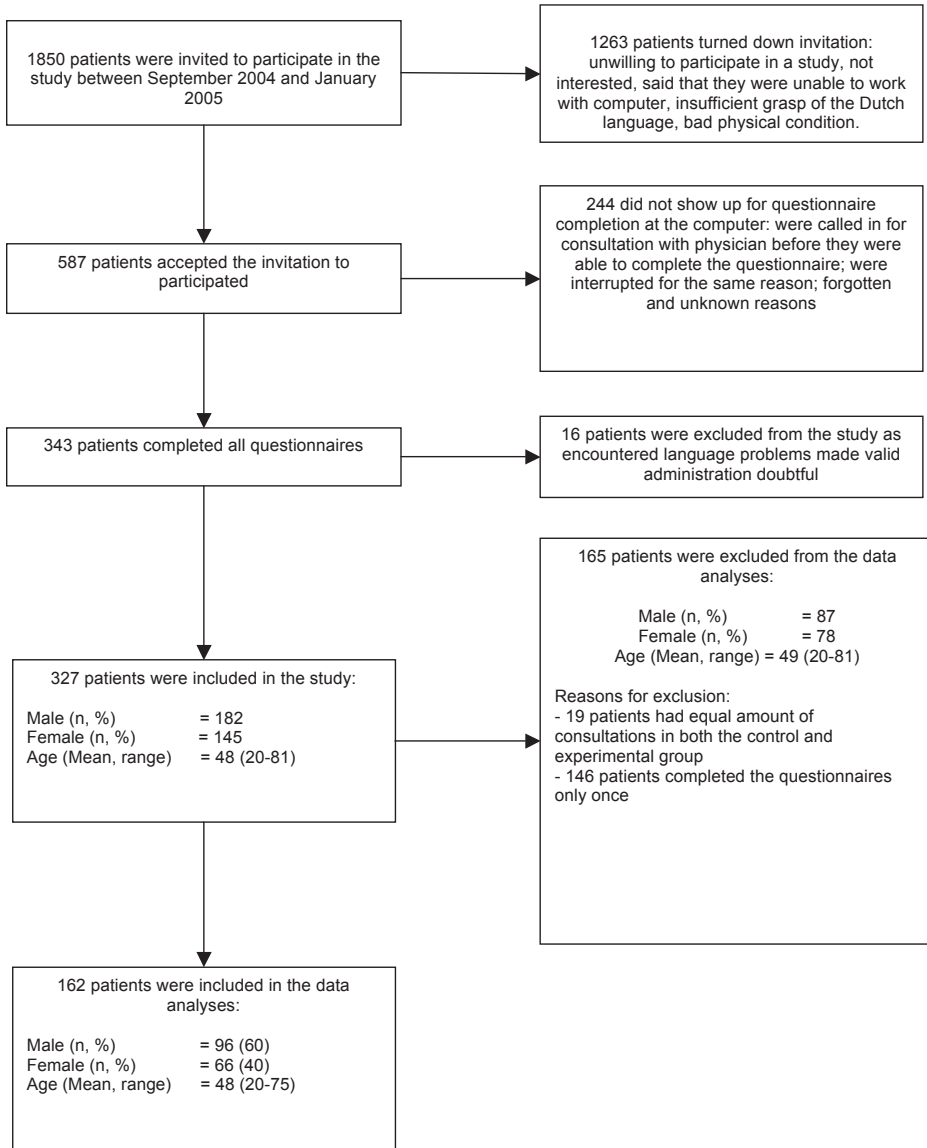 1850 patients were invited to participate in the
study between September 2004 and January
2005
1263 patients turned down invitation:
unwilling to participate in a study, not
interested, said that they were unable to work
with computer, insufficient grasp of the Dutch
language, bad physical condition.
587 patients accepted the invitation to
participated
244 did not show up for questionnaire
completion at the computer: were called in for
consultation with physician before they were
able to complete the questionnaire; were
interrupted for the same reason; forgotten
and unknown reasons
343 patients completed all questionnaires
16 patients were excluded from the study as
encountered language problems made valid
administration doubtful
327 patients were included in the study:
Male (n, %) = 182
Female (n, %) = 145
Age (Mean, range) = 48 (20-81)
165 patients were excluded from the data
analyses:
Male (n, %) = 87
Female (n, %) = 78
Age (Mean, range) = 49 (20-81)
Reasons for exclusion:
- 19 patients had equal amount of
consultations in both the control and
experimental group
- 146 patients completed the questionnaires
only once
162 patients were included in the data
analyses:
Male (n, %) = 96 (60)
Female (n, %) = 66 (40)
Age (Mean, range) = 48 (20-75)